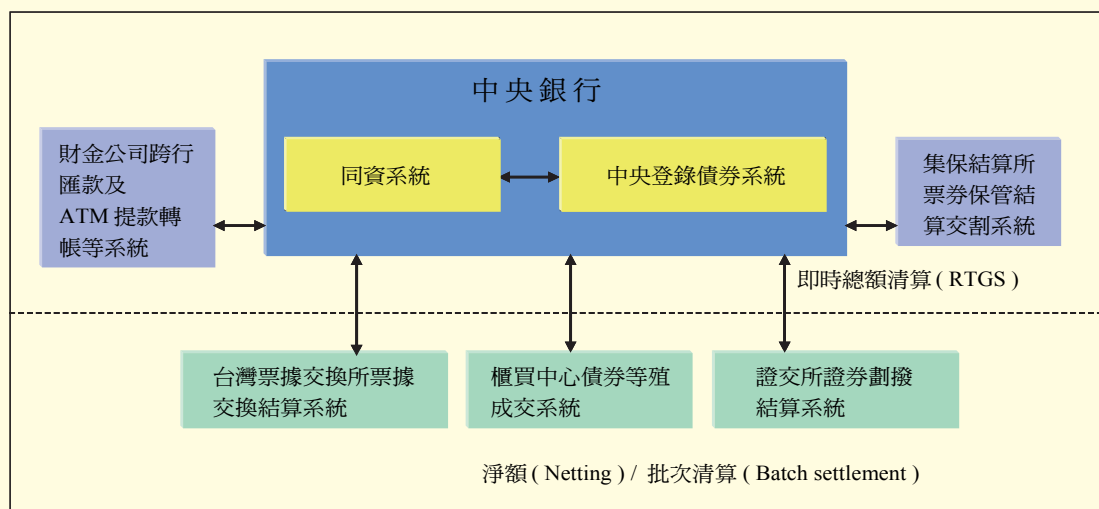 中央銀行
財金公司跨行
匯款及
ATM 提款轉
帳等系統
同資系統
中央登錄債券系統
集保結算所
票券保管結
算交割系統
即時總額清算 ( RTGS )
台灣票據交換所票據
交換結算系統
櫃買中心債券等殖
成交系統
證交所證券劃撥
結算系統
淨額 ( Netting ) / 批次清算 ( Batch settlement )